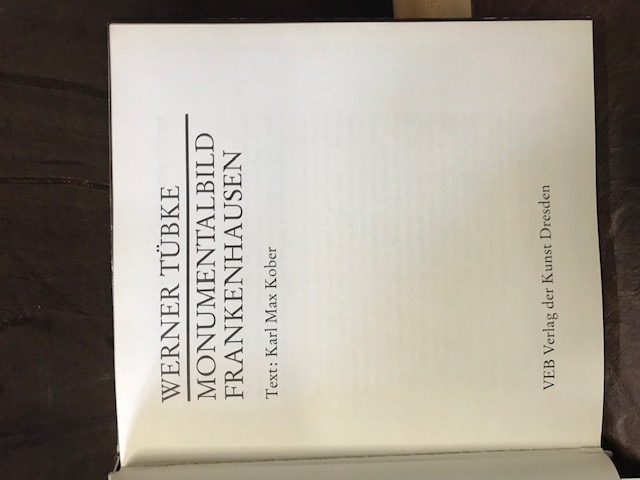 WERNER TÜBKE
MONUMENTALBILD
FRANKENHAUSEN
Text: Karl Max Kober
VEB Verlag der Kunst Dresden